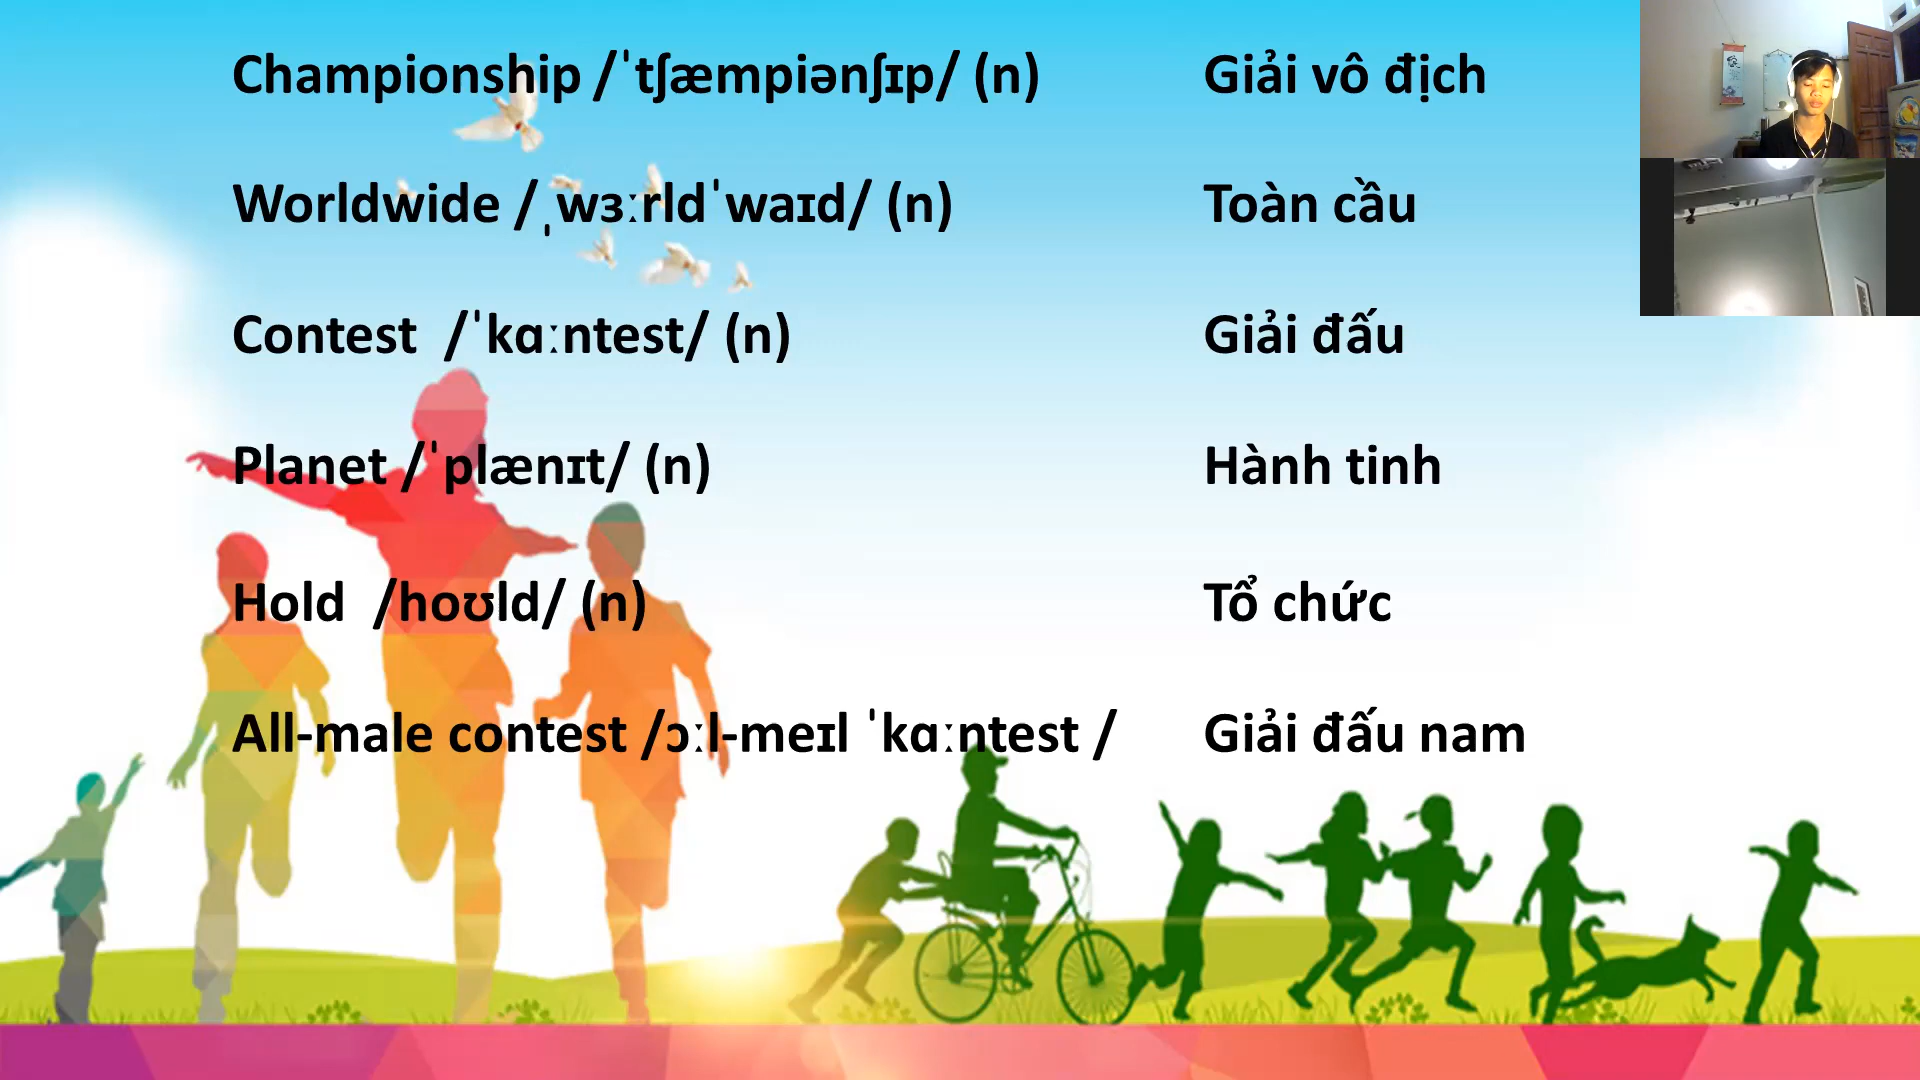 Championship /ˈtʃæmpiənʃɪp/ (n) Giải vô địch
Worldwide /ˌwɜːrldˈwaɪd/ (n) Toàn cầu
Contest /ˈkɑːntest/ (n) Giải đấu
Planet /ˈplænɪt/ (n) Hành tinh
Hold /hoʊld/ (n) Tổ chức
All-male contest /ɔːl-meɪl ˈkɑːntest / Giải đấu nam